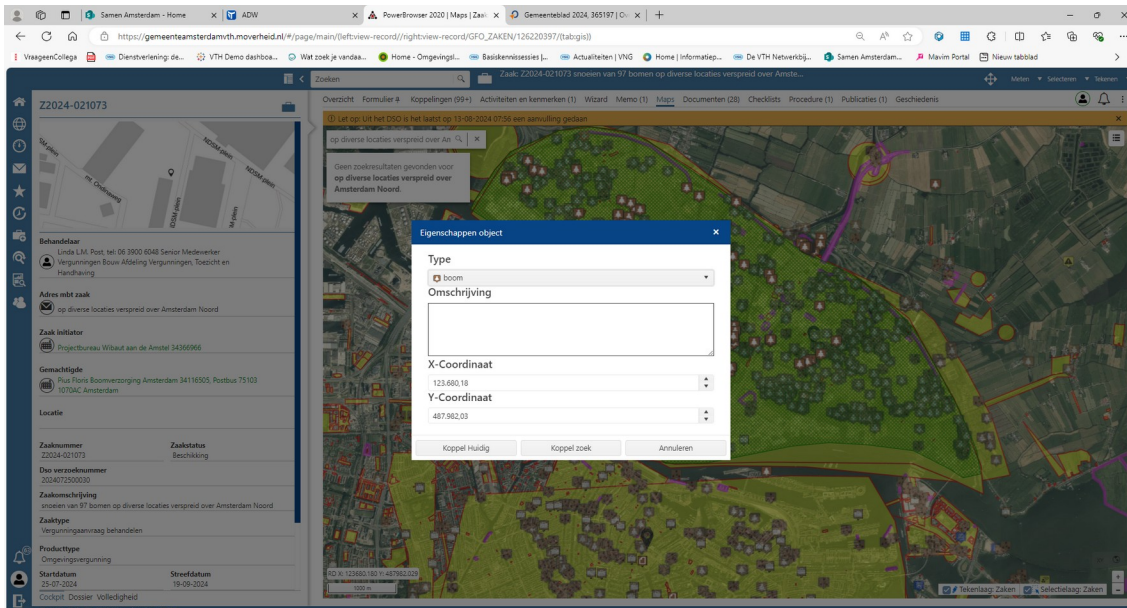 Samen Amsterdam - Home
ADW
PowerBrowser 2020 | Maps | Zaak
Gemeenteblad 2024, 365197 | Ov
https://gemeenteamsterdamvth.moverheid.nl/#/page/main/(left:view-record//right:view-record/GFO_ZAKEN/126220397/(tab:gis))
VraageenCollega
Dienstverlening: de...
VTH Demo dashboa...
Wat zoek je vandaa...
Home - Omgevingsl...
Basiskennissessies |...
Actualiteiten | VNG
Home | Informatiep...
De VTH Netwerkbij...
Samen Amsterdam...
Mavim Portal
Nieuw tabblad
Zoeken
Zaak: Z2024-021073 snoeien van 97 bomen op diverse locaties verspreid over Amste...
Meten
Selecteren
Tekenen
Z2024-021073
Overzicht Formulier Koppelingen (99+) Activiteiten en kenmerken (1) Wizard Memo (1) Maps Documenten (28) Checklists Procedure (1) Publicaties (1) Geschiedenis
Let op: Uit het DSO is het laatst op 13-08-2024 07:56 een aanvulling gedaan
op diverse locaties verspreid over An
Geen zoekresultaten gevonden voor
op diverse locaties verspreid over
Amsterdam Noord.
NDSM-plein
Behandelaar
Linda L.M. Post, tel: 06 3900 6048 Senior Medewerker
Vergunningen Bouw Afdeling Vergunningen, Toezicht en
Handhaving
Adres mbt zaak
op diverse locaties verspreid over Amsterdam Noord
Zaak Initiator
Projectbureau Wibaut aan de Amstel 34366966
Gemachtigde
Pius Floris Boomverzorging Amsterdam 34116505, Postbus 75103
1070AC Amsterdam
Locatie
Zaaknummer
Zaakstatus
Z2024-021073
Beschikking
Dso verzoeknummer
2024072500030
Zaakomschrijving
snoeien van 97 bomen op diverse locaties verspreid over Amsterdam Noord
Zaaktype
Vergunningaanvraag behandelen
Producttype
Omgevingsvergunning
Startdatum
Streefdatum
25-07-2024
19-09-2024
Cockpit Dossier Volledigheid
Eigenschappen object
Type
boom
Omschrijving
X-Coordinaat
123.680,18
Y-Coordinaat
487.982,03
Koppel Huidig
Koppel zoek
Annuleren
RD X: 123680.180 Y: 487982.029
1000 m
Tekenlaag: Zaken
Selectielaag: Zaken